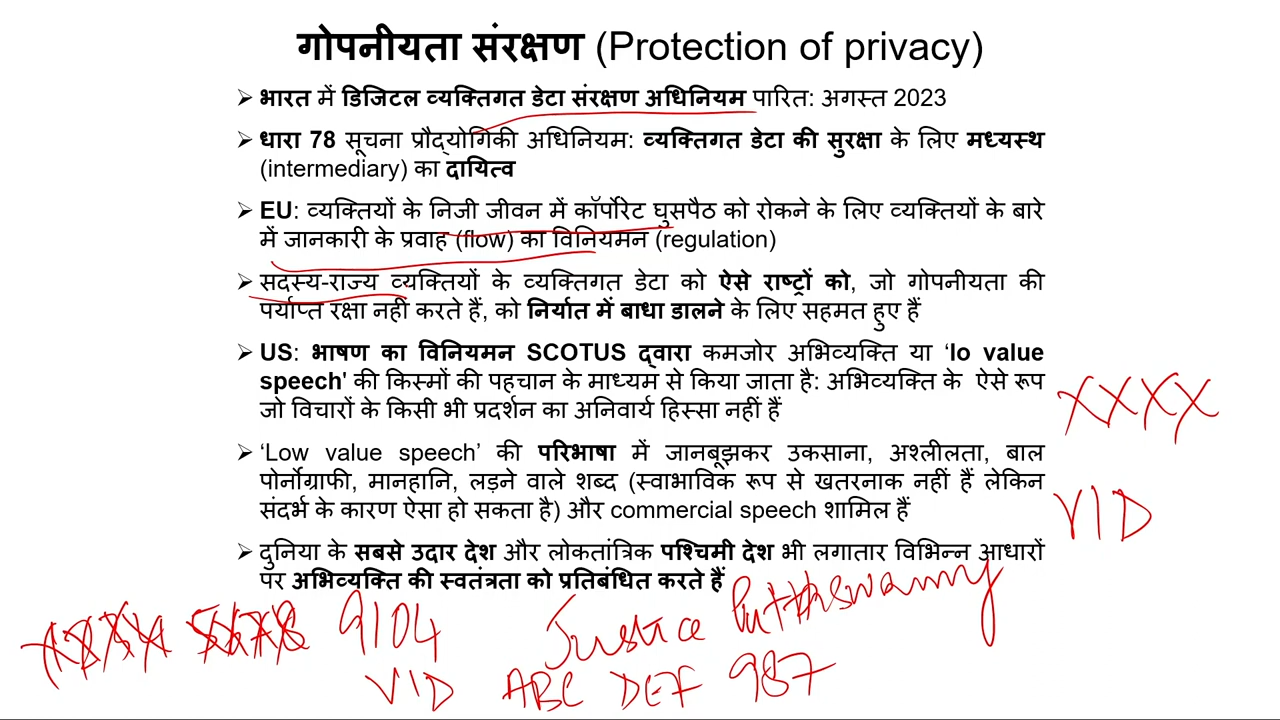 गोपनीयता संरक्षण (Protection of privacy)
➢ भारत में डिजिटल व्यक्तिगत डेटा संरक्षण अधिनियम पारित: अगस्त 2023
➢ धारा 78 सूचना प्रौद्योगिकी अधिनियम: व्यक्तिगत डेटा की सुरक्षा के लिए मध्यस्थ
(intermediary) का दायित्व
➢ EU: व्यक्तियों के निजी जीवन में कॉर्पोरेट घुसपैठ को रोकने के लिए व्यक्तियों के बारे
में जानकारी के प्रवाह (flow) का विनियमन (regulation)
➢ सदस्य-राज्य व्यक्तियों के व्यक्तिगत डेटा को ऐसे राष्ट्रों को, जो गोपनीयता की
पर्याप्त रक्षा नहीं करते हैं, को निर्यात में बाधा डालने के लिए सहमत हुए हैं
➢ US: भाषण का विनियमन SCOTUS द्वारा कमजोर अभिव्यक्ति या ‘lo value
speech' की किस्मों की पहचान के माध्यम से किया जाता है: अभिव्यक्ति के ऐसे रूप
जो विचारों के किसी भी प्रदर्शन का अनिवार्य हिस्सा नहीं हैं
XXXX
➢ ‘Low value speech’ की परिभाषा में जानबूझकर उकसाना, अश्लीलता, बाल
पोर्नोग्राफी, मानहानि, लड़ने वाले शब्द (स्वाभाविक रूप से खतरनाक नहीं हैं लेकिन
संदर्भ के कारण ऐसा हो सकता है) और commercial speech शामिल हैं
VID
➢ दुनिया के सबसे उदार देश और लोकतांत्रिक पश्चिमी देश भी लगातार विभिन्न आधारों
पर अभिव्यक्ति की स्वतंत्रता को प्रतिबंधित करते हैं
9104 Justice Puttaswamy
VID ABC DEF 987